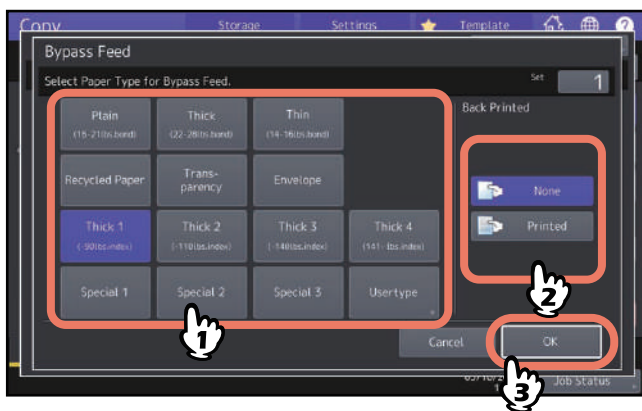 Copy Storage Settings Template
Bypass Feed
Select Paper Type for Bypass Feed. Set 1
Back Printed
Plain Thick Thin
(16-21lbs.bond) (22-28lbs.bond) (14-16lbs.bond)
Recycled Paper Trans-
parency Envelope
None
Printed
Thick 1 Thick 2 Thick 3 Thick 4
(-90lbs.index) (-110lbs.index) (-140lbs.index) (141- lbs.index)
Special 1 Special 2 Special 3 Usertype
1
2
Cancel OK
3
Job Status